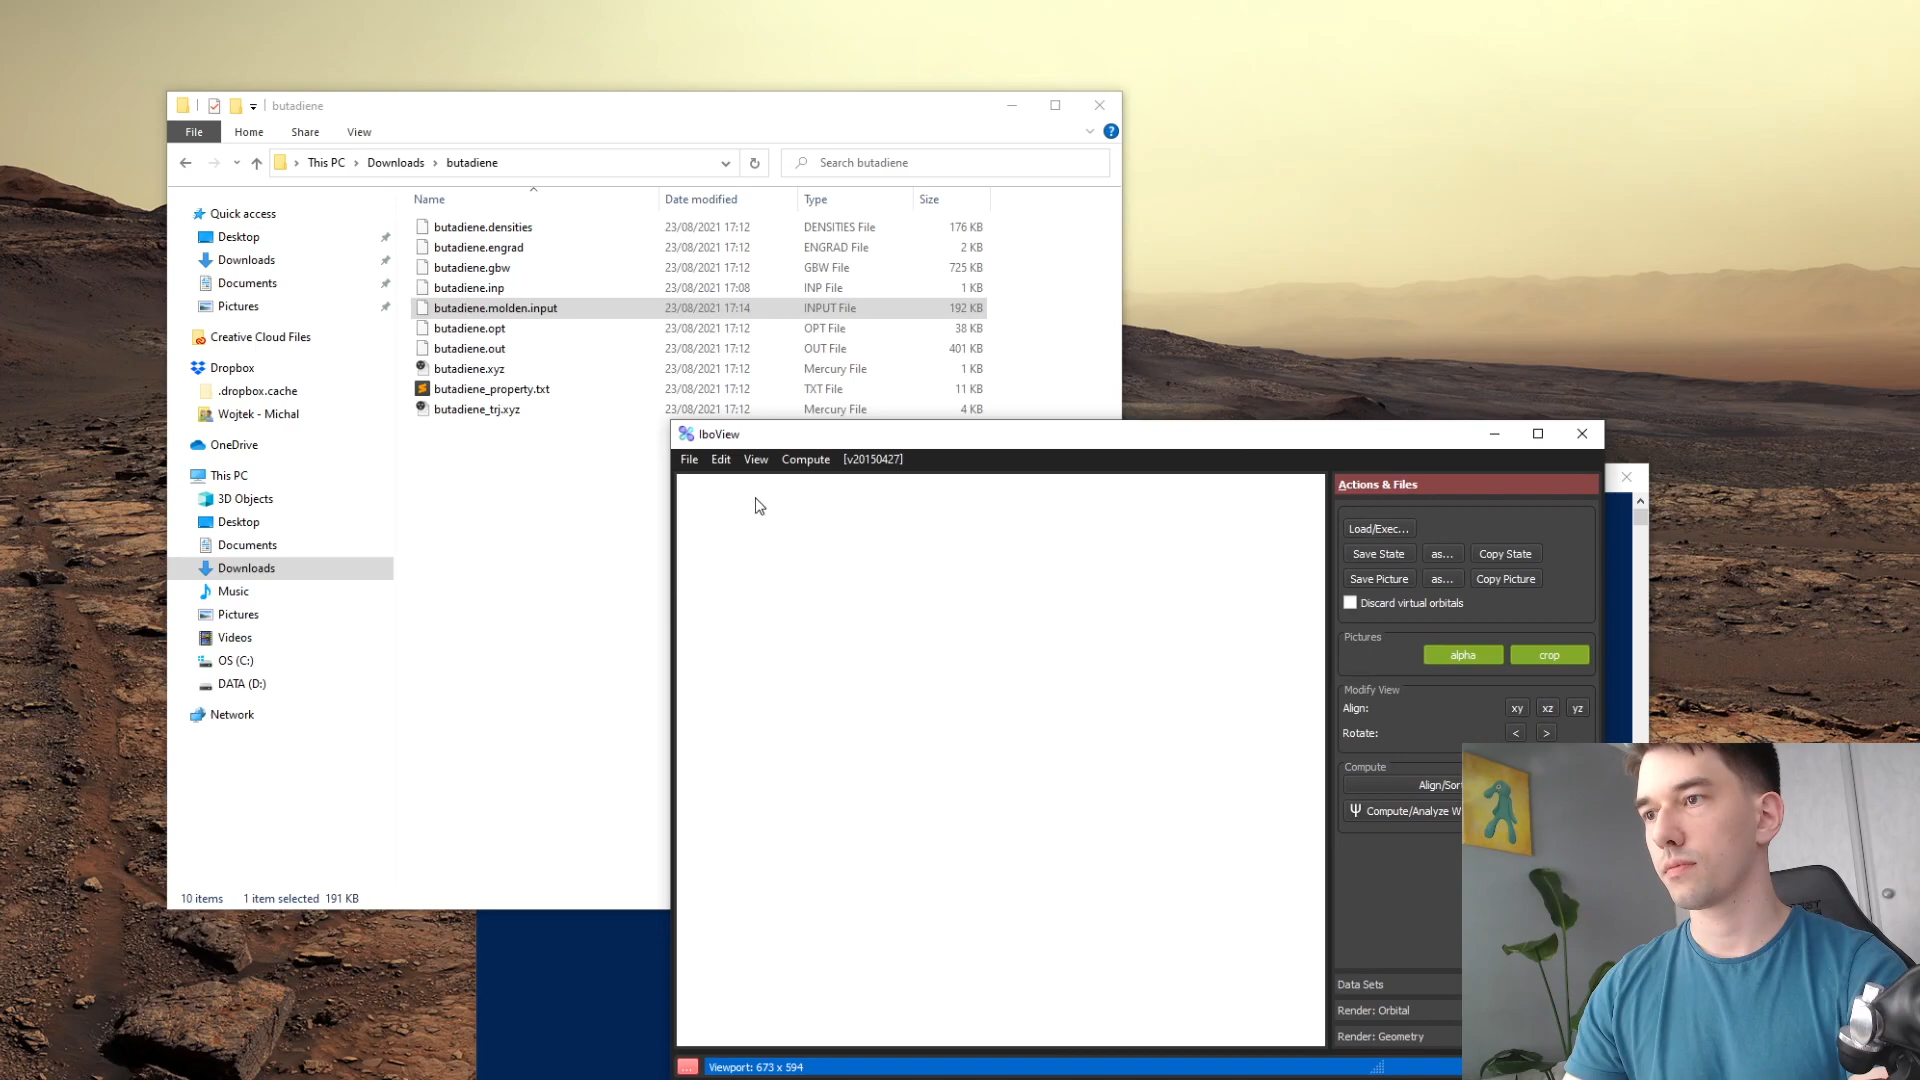 butadiene
File Home Share View
This PC Downloads butadiene Search butadiene
Name Date modified Type Size
Quick access
Desktop
Downloads
Documents
Pictures
Creative Cloud Files
Dropbox
.dropbox.cache
Wojtek - Michal
OneDrive
This PC
3D Objects
Desktop
Documents
Downloads
Music
Pictures
Videos
OS (C:)
DATA (D:)
Network
butadiene.densities 23/08/2021 17:12 DENSITIES File 176 KB
butadiene.engrad 23/08/2021 17:12 ENGRAD File 2 KB
butadiene.gbw 23/08/2021 17:12 GBW File 725 KB
butadiene.inp 23/08/2021 17:08 INP File 1 KB
butadiene.molden.input 23/08/2021 17:14 INPUT File 192 KB
butadiene.opt 23/08/2021 17:12 OPT File 38 KB
butadiene.out 23/08/2021 17:12 OUT File 401 KB
butadiene.xyz 23/08/2021 17:12 Mercury File 1 KB
butadiene_property.txt 23/08/2021 17:12 TXT File 11 KB
butadiene_trj.xyz 23/08/2021 17:12 Mercury File 4 KB
10 items 1 item selected 191 KB
IboView
File Edit View Compute [v20150427]
Actions & Files
Load/Exec...
Save State as... Copy State
Save Picture as... Copy Picture
Discard virtual orbitals
Pictures
alpha crop
Modify View
Align: xy xz yz
Rotate: < >
Compute
Align/Sor
Compute/Analyze W
Data Sets
Render: Orbital
Render: Geometry
... Viewport: 673 x 594